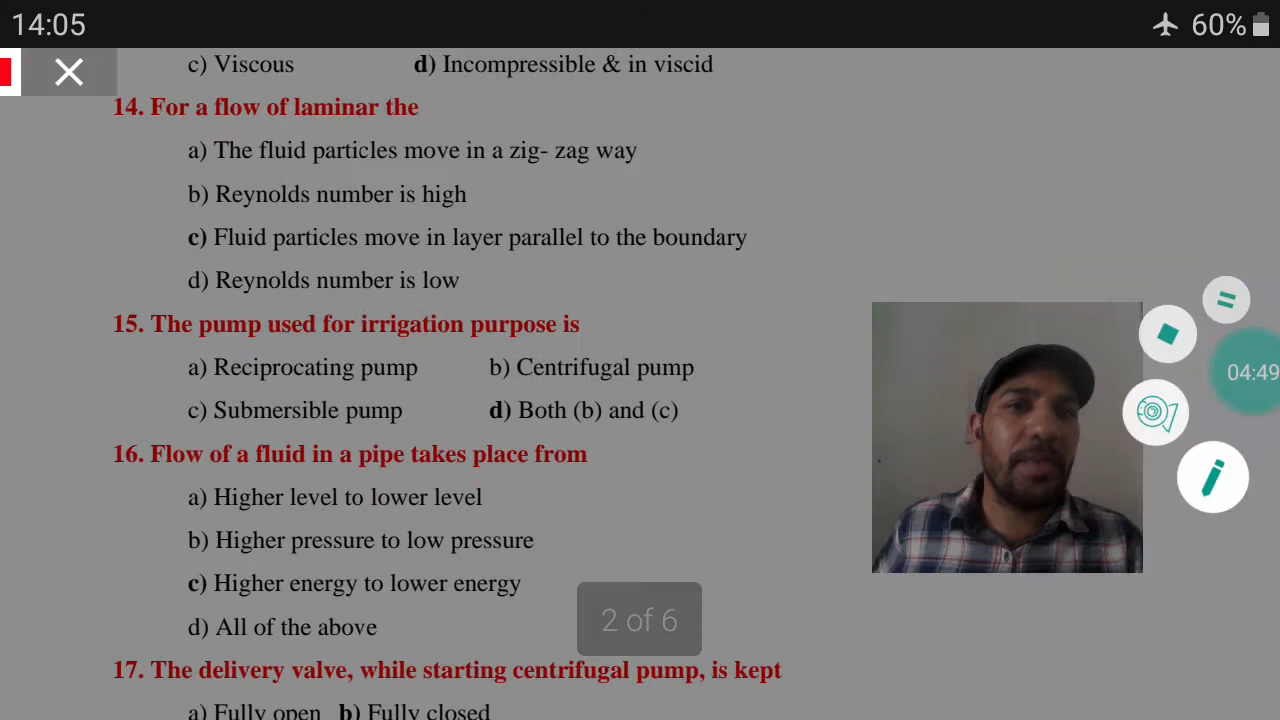 14:05 60%
c) Viscous d) Incompressible & in viscid
14. For a flow of laminar the
a) The fluid particles move in a zig- zag way
b) Reynolds number is high
c) Fluid particles move in layer parallel to the boundary
d) Reynolds number is low
15. The pump used for irrigation purpose is
a) Reciprocating pump b) Centrifugal pump
c) Submersible pump d) Both (b) and (c)
16. Flow of a fluid in a pipe takes place from
a) Higher level to lower level
b) Higher pressure to low pressure
c) Higher energy to lower energy
d) All of the above
17. The delivery valve, while starting centrifugal pump, is kept
a) Fully open b) Fully closed
2 of 6
04:49